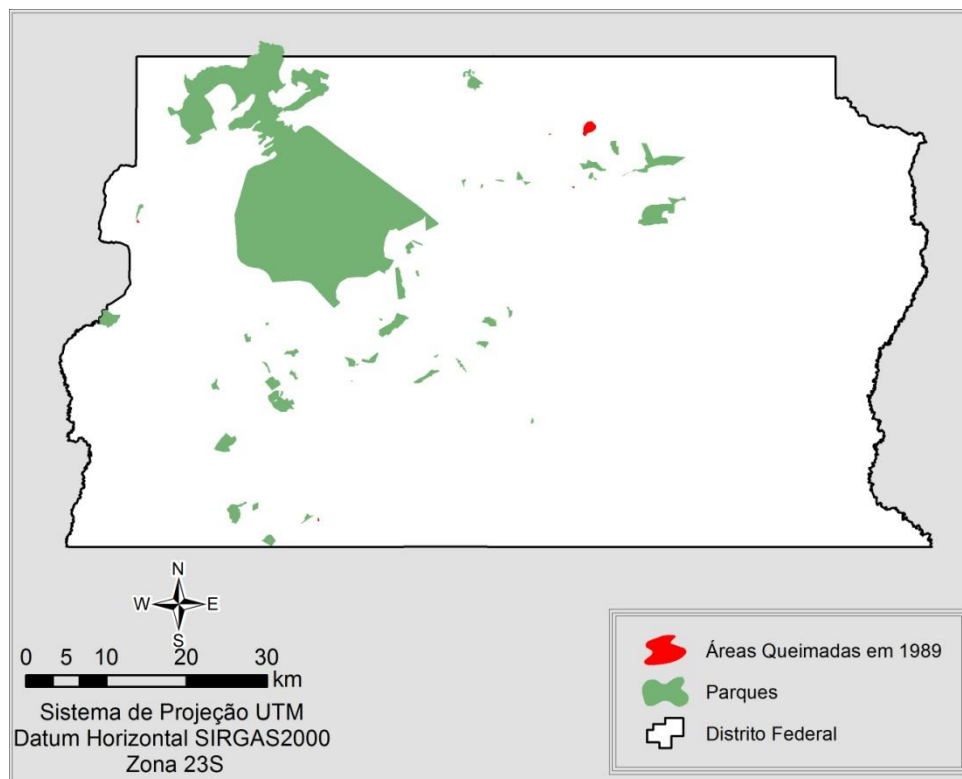 N
W E
S
0 5 10 20 30
km
Sistema de Projeção UTM
Datum Horizontal SIRGAS2000
Zona 23S
Áreas Queimadas em 1989
Parques
Distrito Federal